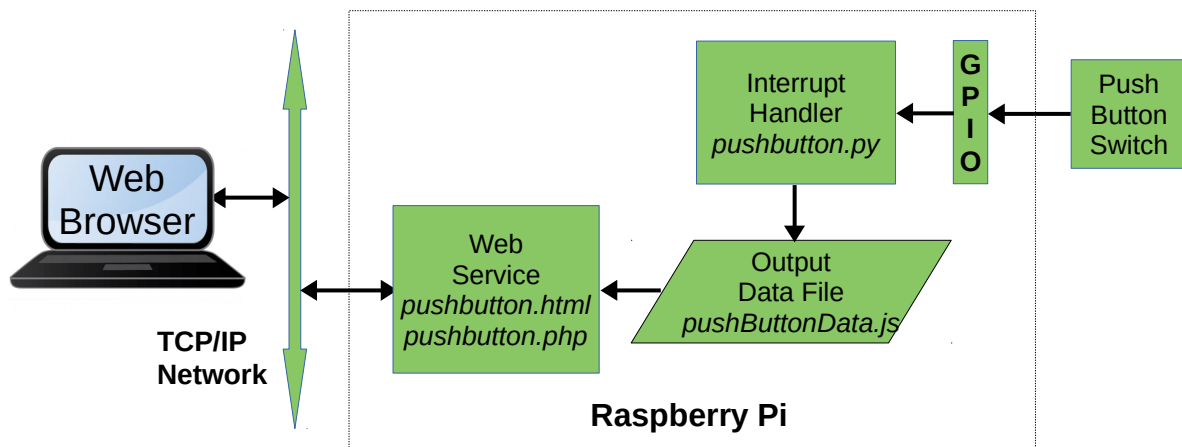 Web
Browser
TCP/IP
Network
Web
Service
pushbutton.html
pushbutton.php
Interrupt
Handler
pushbutton.py
Output
Data File
pushButtonData.js
G
P
I
O
Push
Button
Switch
Raspberry Pi